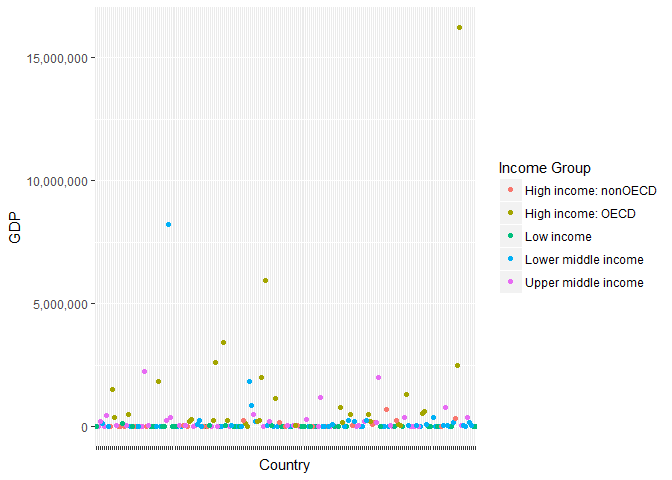 15,000,000
10,000,000
5,000,000
0
GDP
Country
Income Group
High income: nonOECD
High income: OECD
Low income
Lower middle income
Upper middle income